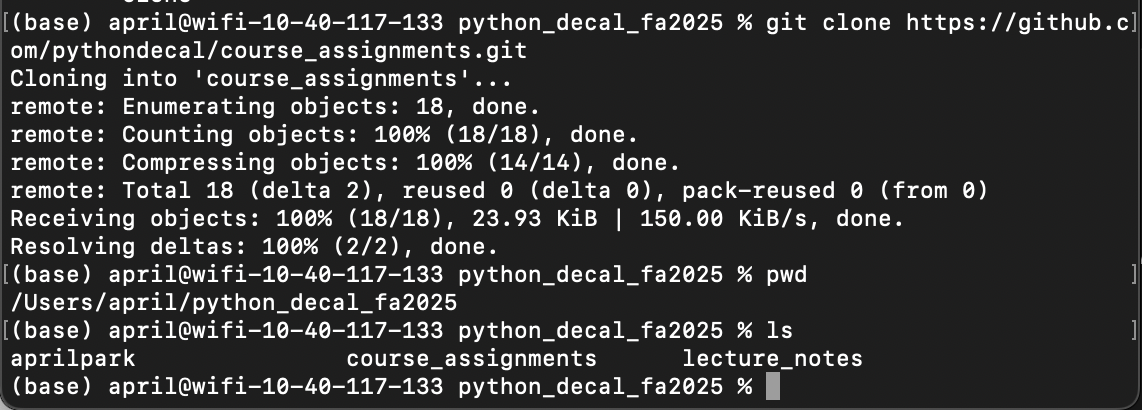 [(base) april@wifi-10-40-117-133 python_decal_fa2025 % git clone https://github.c]
om/pythondecal/course_assignments.git
Cloning into 'course_assignments'...
remote: Enumerating objects: 18, done.
remote: Counting objects: 100% (18/18), done.
remote: Compressing objects: 100% (14/14), done.
remote: Total 18 (delta 2), reused 0 (delta 0), pack-reused 0 (from 0)
Receiving objects: 100% (18/18), 23.93 KiB | 150.00 KiB/s, done.
Resolving deltas: 100% (2/2), done.
[(base) april@wifi-10-40-117-133 python_decal_fa2025 % pwd ]
/Users/april/python_decal_fa2025
[(base) april@wifi-10-40-117-133 python_decal_fa2025 % ls ]
aprilpark course_assignments lecture_notes
(base) april@wifi-10-40-117-133 python_decal_fa2025 %